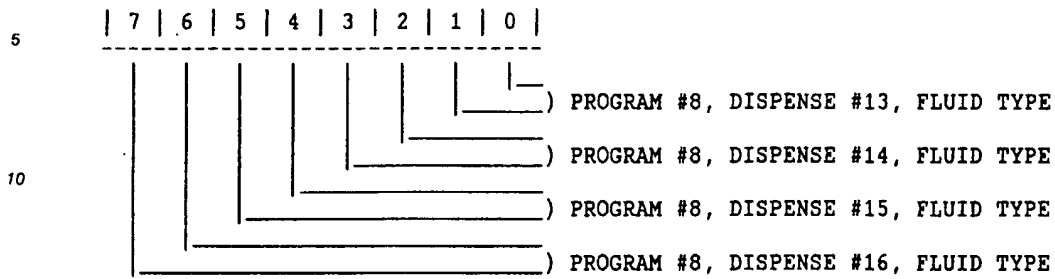 | 7 | 6 | 5 | 4 | 3 | 2 | 1 | 0 |
5
) PROGRAM #8, DISPENSE #13, FLUID TYPE
) PROGRAM #8, DISPENSE #14, FLUID TYPE
10
) PROGRAM #8, DISPENSE #15, FLUID TYPE
) PROGRAM #8, DISPENSE #16, FLUID TYPE